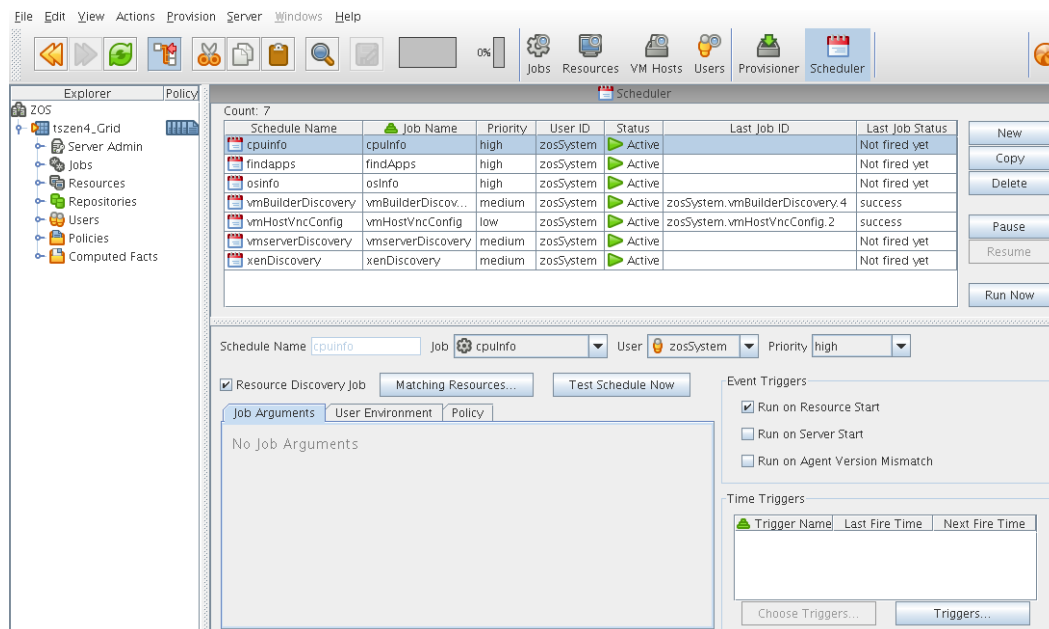 File Edit View Actions Provision Server Windows Help
0%
Jobs Resources VM Hosts Users Provisioner Scheduler
Explorer Policy
Scheduler
ZOS
tszen4_Grid
Server Admin
Jobs
Resources
Repositories
Users
Policies
Computed Facts
Count: 7
Schedule Name Job Name Priority User ID Status Last Job ID Last Job Status
cpuinfo cpuInfo high zosSystem Active Not fired yet
findapps findApps high zosSystem Active Not fired yet
osinfo osInfo high zosSystem Active Not fired yet
vmBuilderDiscovery vmBuilderDiscov... medium zosSystem Active zosSystem.vmBuilderDiscovery.4 success
vmHostVncConfig vmHostVncConfig low zosSystem Active zosSystem.vmHostVncConfig.2 success
vmserverDiscovery vmserverDiscovery medium zosSystem Active Not fired yet
xenDiscovery xenDiscovery medium zosSystem Active Not fired yet
New
Copy
Delete
Pause
Resume
Run Now
Schedule Name cpuinfo Job cpuInfo User zosSystem Priority high
Resource Discovery Job Matching Resources... Test Schedule Now
Job Arguments User Environment Policy
No Job Arguments
Event Triggers
Run on Resource Start
Run on Server Start
Run on Agent Version Mismatch
Time Triggers
Trigger Name Last Fire Time Next Fire Time
Choose Triggers... Triggers...